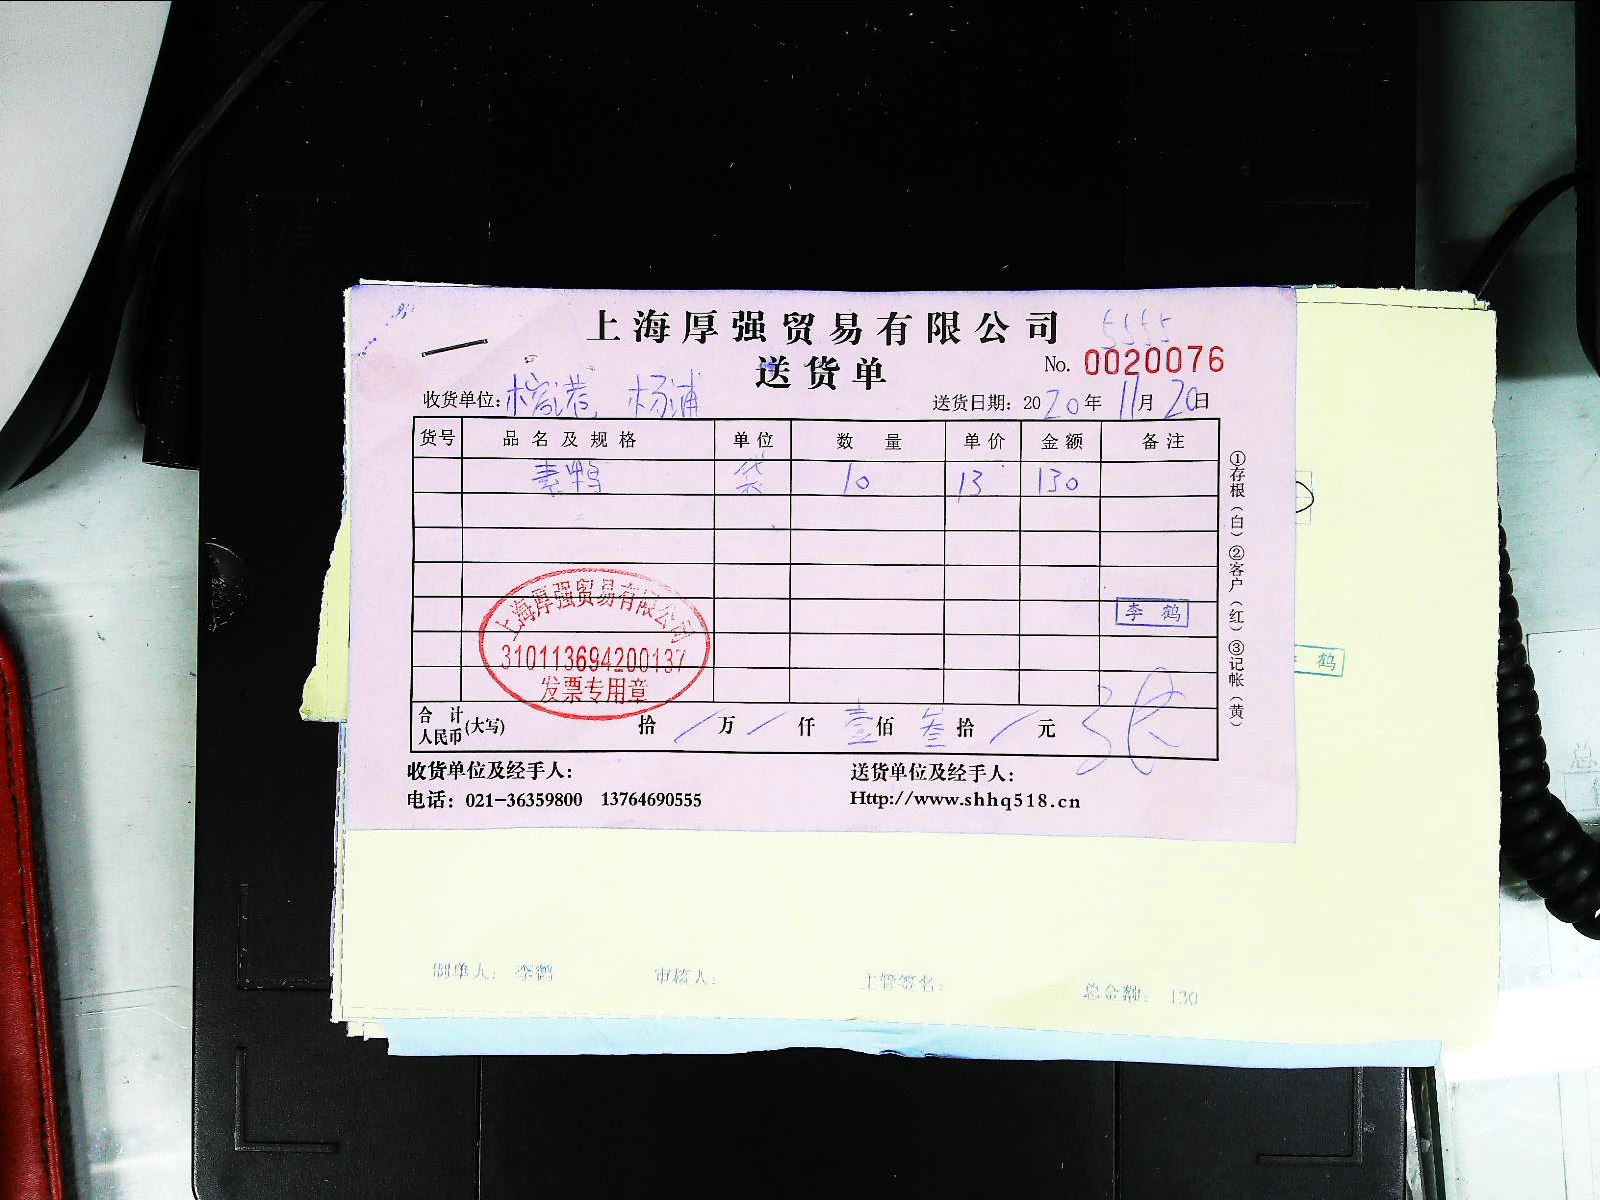 上海厚强贸易有限公司
5555
送货单
No. 0020076
收货单位: 杨浦
送货日期: 2020年11月20日
货号 品名及规格 单位 数量 单价 金额 备注
素鸭 袋 10 13 130
上海厚强贸易有限公司
310113694200137
发票专用章
李鹤
鹤
合计人民币(大写) 拾/万/仟壹佰叁拾/元
张
收货单位及经手人:
送货单位及经手人:
电话: 021-36359800 13764690555
Http://www.shhq518.cn
①存根(白)②客户(红)③记帐(黄)
制单人: 李鹤 审核人: 主管签名: 总金额: 130